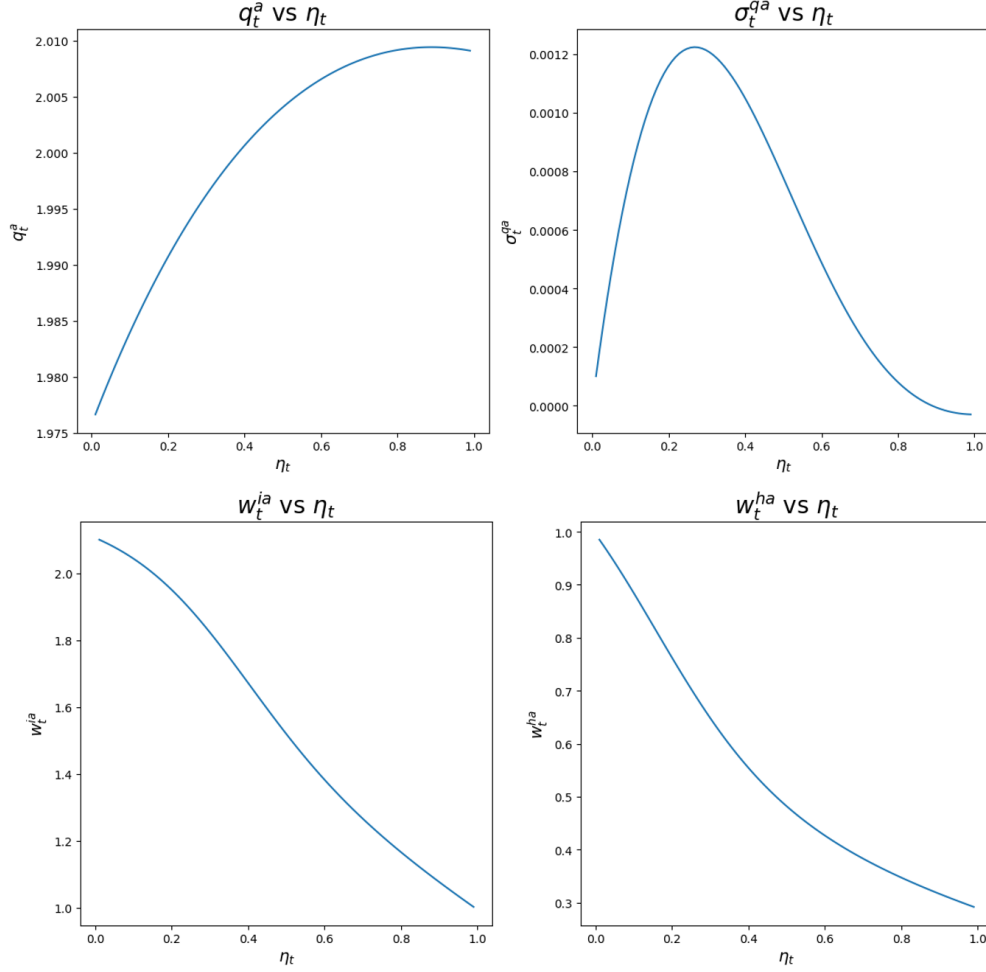 q_t^a vs η_t
2.010
2.005
2.000
1.995
1.990
1.985
1.980
1.975
q_t^a
0.0 0.2 0.4 0.6 0.8 1.0
η_t
σ_t^{qa} vs η_t
0.0012
0.0010
0.0008
0.0006
0.0004
0.0002
0.0000
σ_t^{qa}
0.0 0.2 0.4 0.6 0.8 1.0
η_t
w_t^{ia} vs η_t
2.0
1.8
1.6
1.4
1.2
1.0
w_t^{ia}
0.0 0.2 0.4 0.6 0.8 1.0
η_t
w_t^{ha} vs η_t
1.0
0.9
0.8
0.7
0.6
0.5
0.4
0.3
w_t^{ha}
0.0 0.2 0.4 0.6 0.8 1.0
η_t